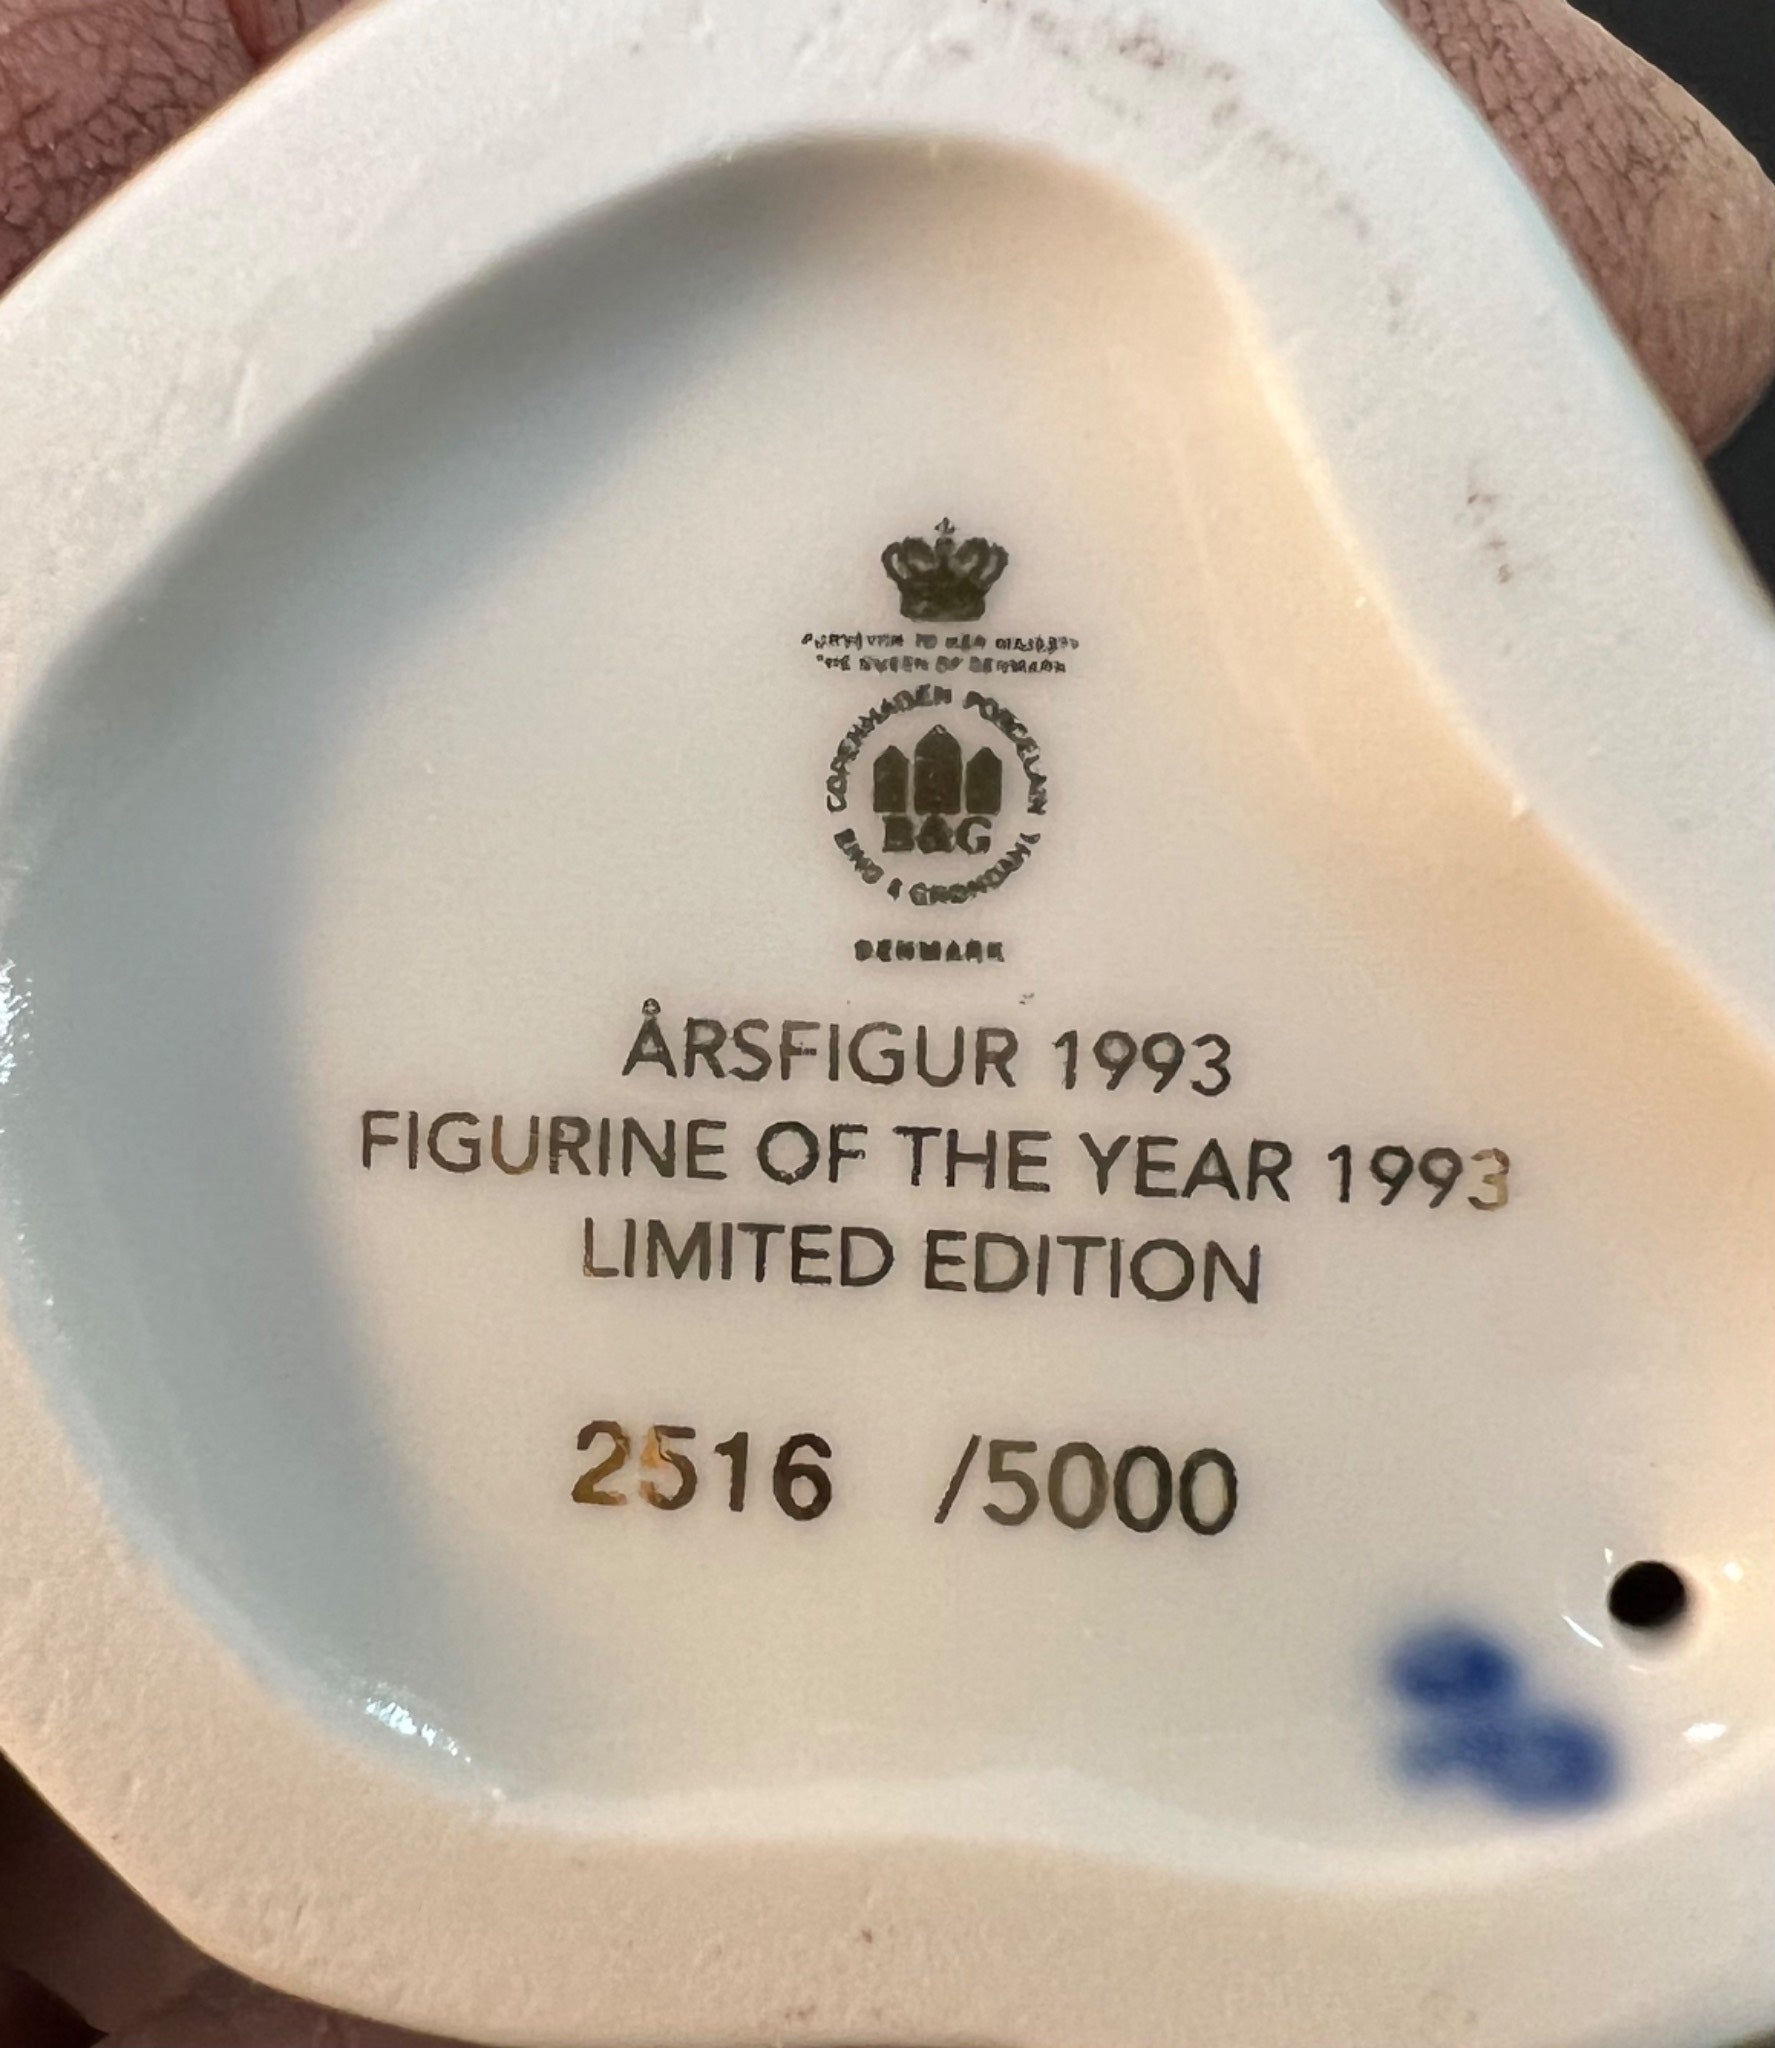 PURVEYOR TO HER MAJESTY
THE QUEEN OF DENMARK
COPENHAGEN PORCELAIN
B&G
BING & GRØNDAHL
DENMARK
ÅRSFIGUR 1993
FIGURINE OF THE YEAR 1993
LIMITED EDITION
2516 /5000